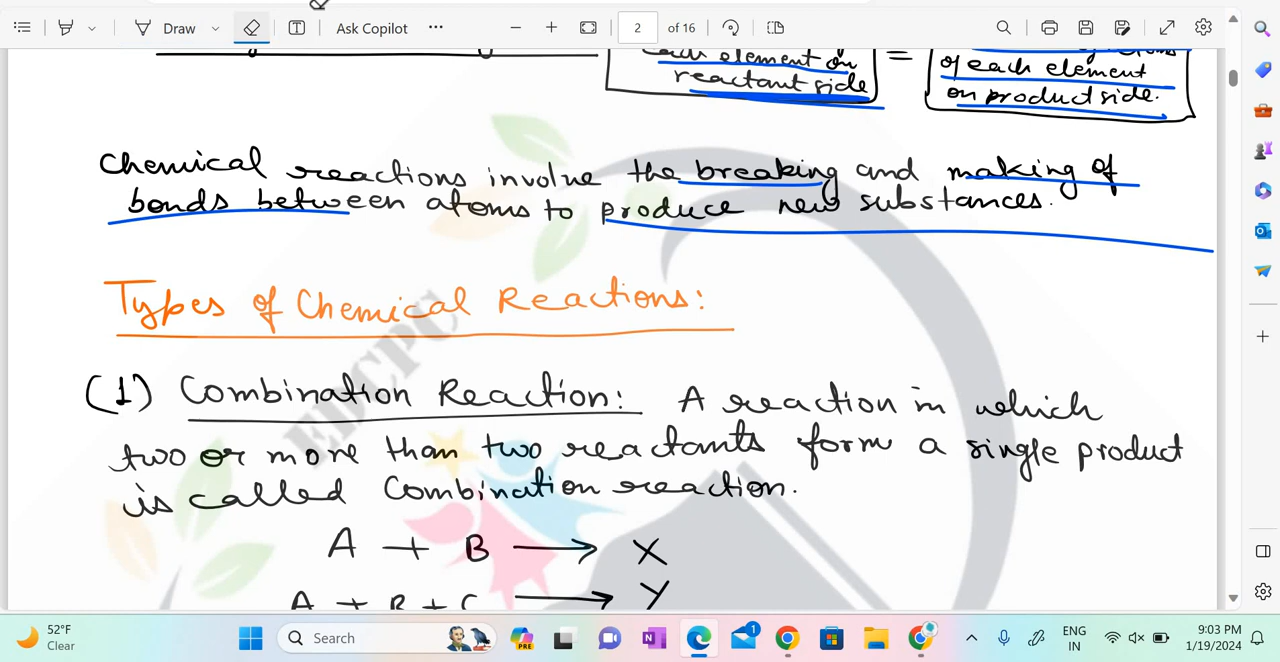 Draw
Ask Copilot
2 of 16
each element on
reactant side
=
of each element
on product side.
Chemical reactions involve the breaking and making of
bonds between atoms to produce new substances.
Types of Chemical Reactions:
(1) Combination Reaction: A reaction in which
two or more than two reactants form a single product
is called Combination reaction.
A + B → X
A + B + C → Y
EDCPC
52°F
Clear
Search
PRE
1
ENG
IN
9:03 PM
1/19/2024